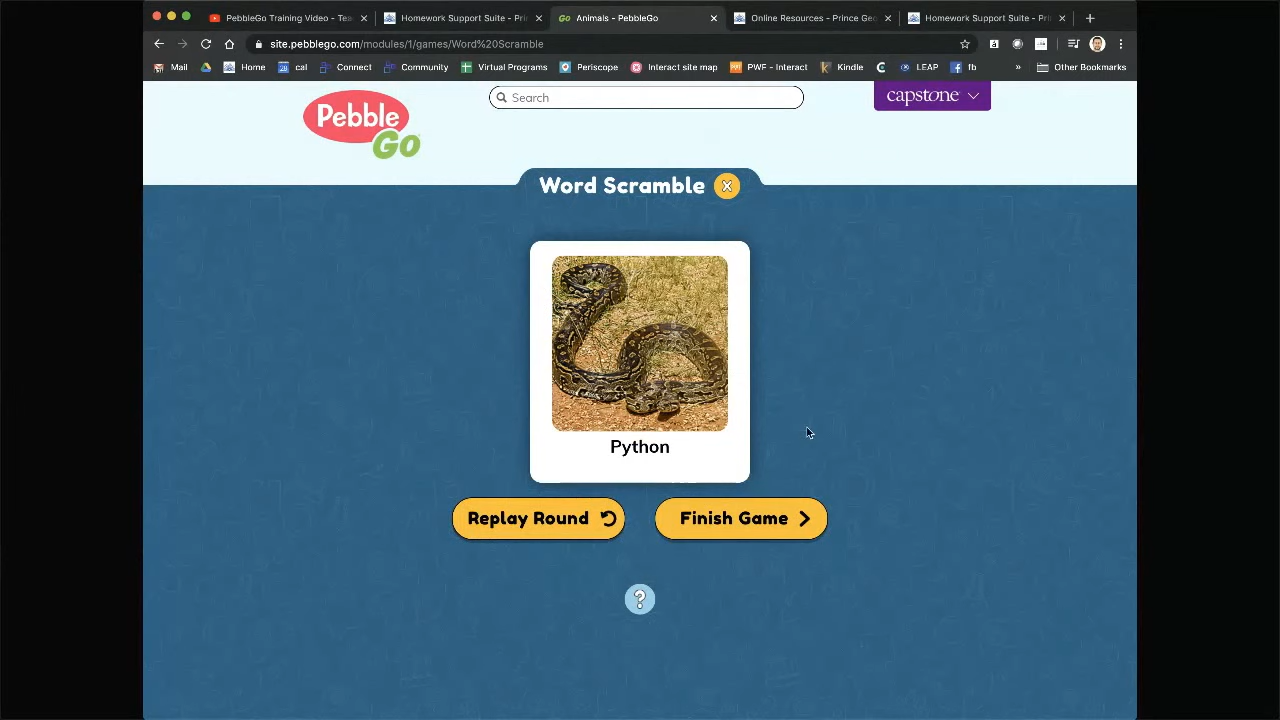 PebbleGo Training Video - Tea
Homework Support Suite - Pri
Animals - PebbleGo
Online Resources - Prince Geo
Homework Support Suite - Pri
site.pebblego.com/modules/1/games/Word%20Scramble
Mail
Home
cal
Connect
Community
Virtual Programs
Periscope
Interact site map
PWF - Interact
Kindle
LEAP
fb
»
Other Bookmarks
Pebble
Go
Search
capstone
Word Scramble
Python
Replay Round
Finish Game
?